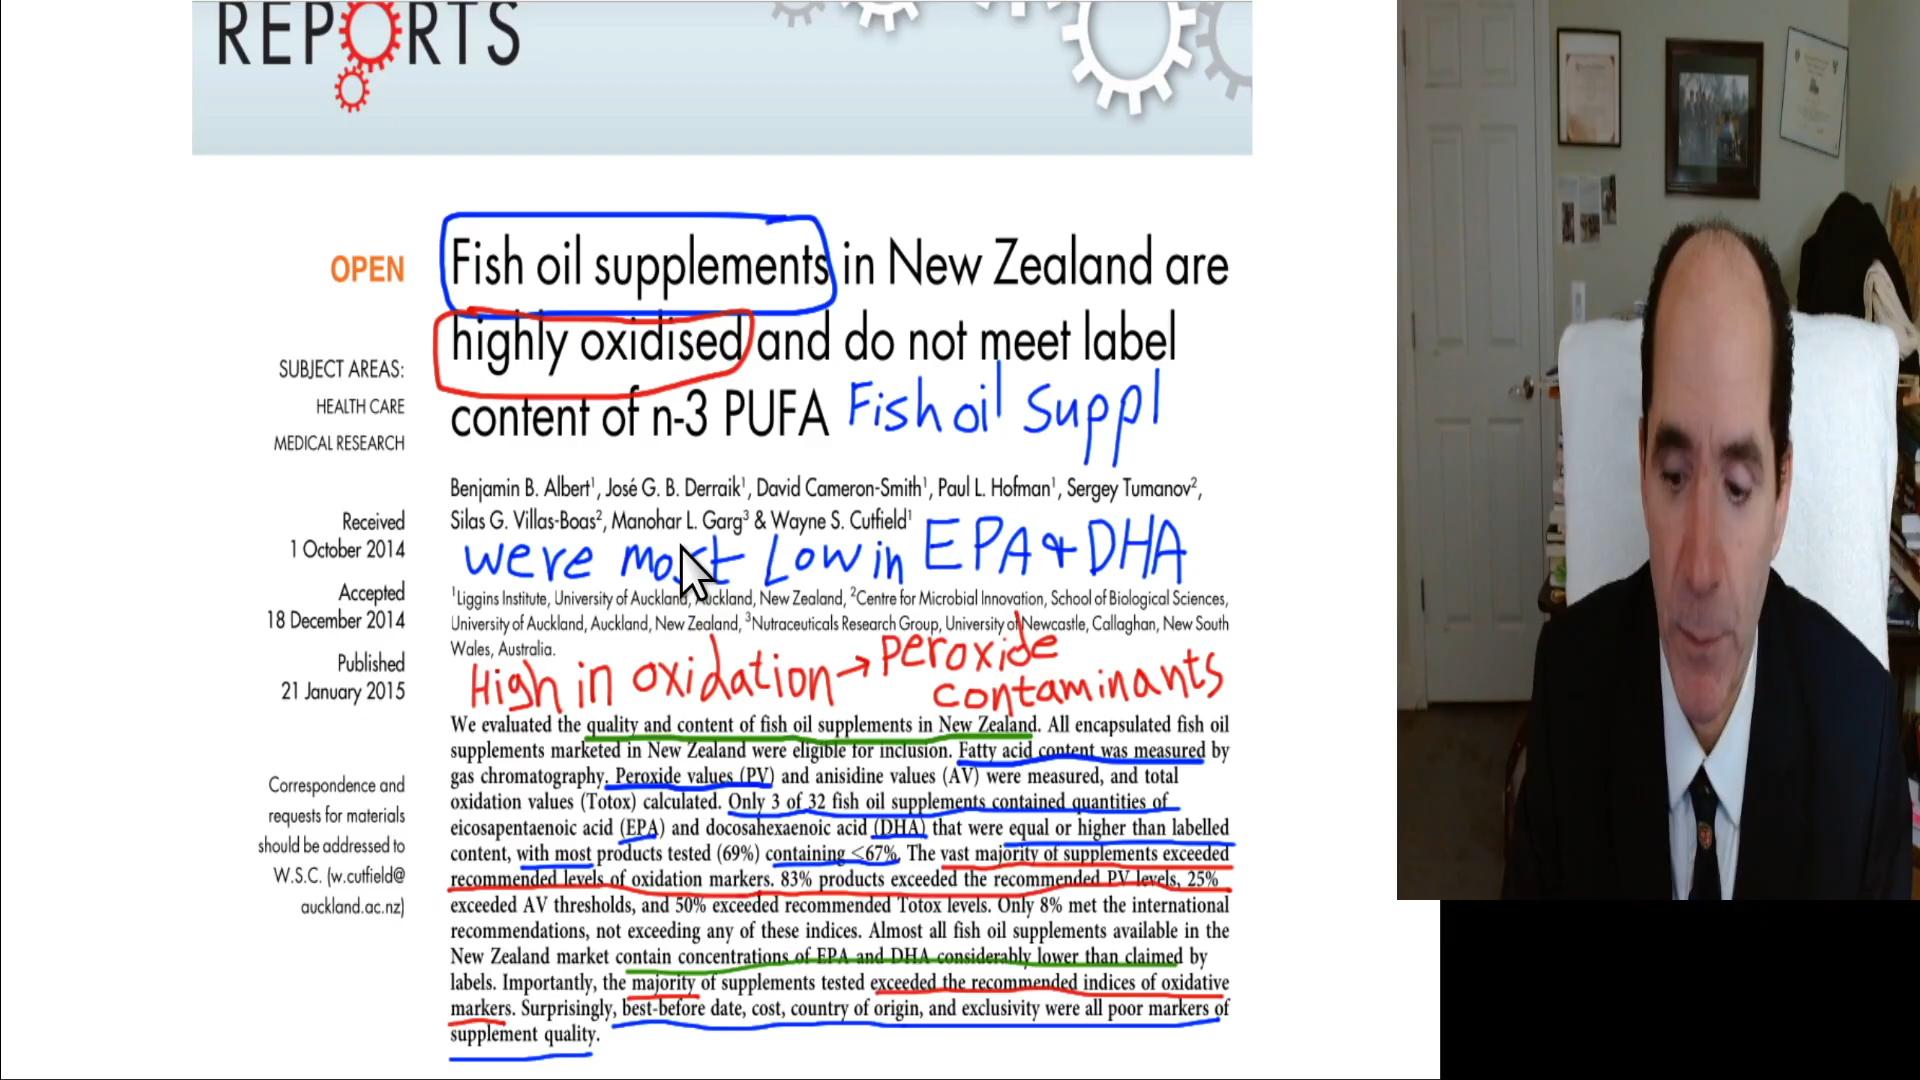 REPORTS
OPEN
Fish oil supplements in New Zealand are
highly oxidised and do not meet label
content of n-3 PUFA
Fish oil Suppl
SUBJECT AREAS:
HEALTH CARE
MEDICAL RESEARCH
Benjamin B. Albert¹, José G. B. Derraik¹, David Cameron-Smith¹, Paul L. Hofman¹, Sergey Tumanov²,
Silas G. Villas-Boas², Manohar L. Garg³ & Wayne S. Cutfield¹
were most Low in EPA & DHA
Received
1 October 2014
Accepted
18 December 2014
Published
21 January 2015
¹Liggins Institute, University of Auckland, Auckland, New Zealand, ²Centre for Microbial Innovation, School of Biological Sciences,
University of Auckland, Auckland, New Zealand, ³Nutraceuticals Research Group, University of Newcastle, Callaghan, New South
Wales, Australia.
High in oxidation → peroxide
contaminants
Correspondence and
requests for materials
should be addressed to
W.S.C. (w.cutfield@
auckland.ac.nz)
We evaluated the quality and content of fish oil supplements in New Zealand. All encapsulated fish oil
supplements marketed in New Zealand were eligible for inclusion. Fatty acid content was measured by
gas chromatography. Peroxide values (PV) and anisidine values (AV) were measured, and total
oxidation values (Totox) calculated. Only 3 of 32 fish oil supplements contained quantities of
eicosapentaenoic acid (EPA) and docosahexaenoic acid (DHA) that were equal or higher than labelled
content, with most products tested (69%) containing <67%. The vast majority of supplements exceeded
recommended levels of oxidation markers. 83% products exceeded the recommended PV levels, 25%
exceeded AV thresholds, and 50% exceeded recommended Totox levels. Only 8% met the international
recommendations, not exceeding any of these indices. Almost all fish oil supplements available in the
New Zealand market contain concentrations of EPA and DHA considerably lower than claimed by
labels. Importantly, the majority of supplements tested exceeded the recommended indices of oxidative
markers. Surprisingly, best-before date, cost, country of origin, and exclusivity were all poor markers of
supplement quality.